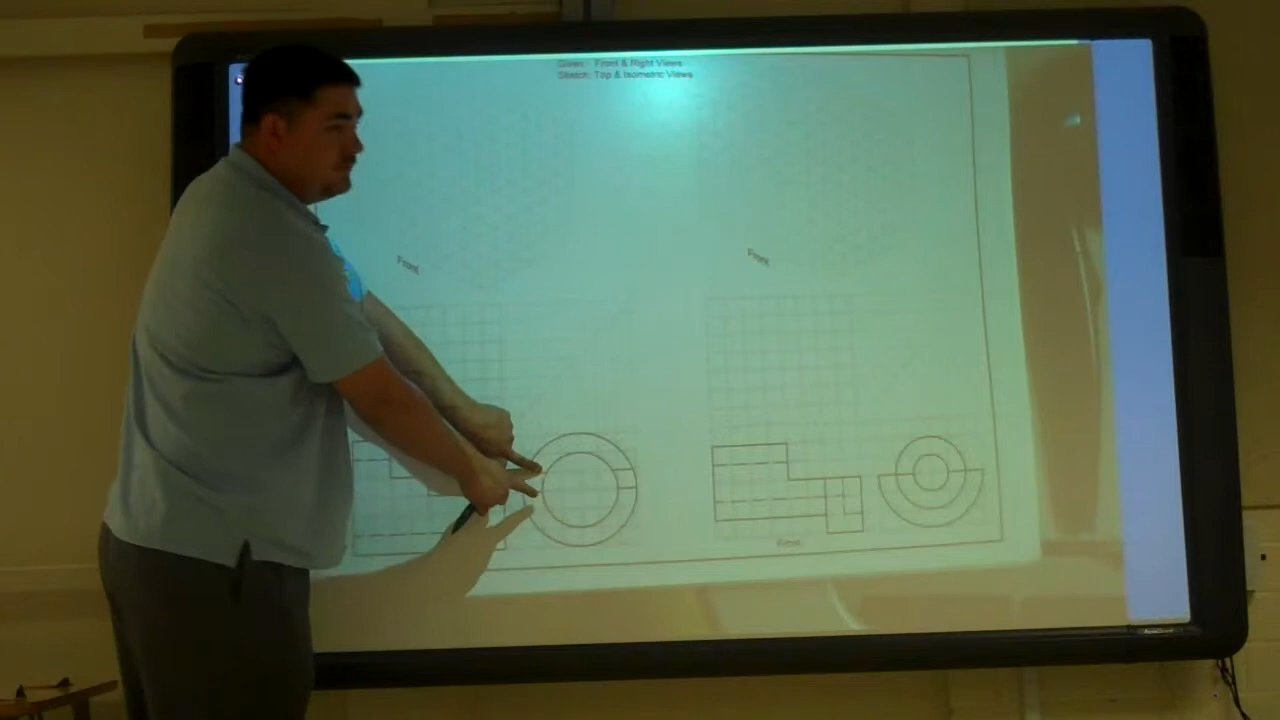 Given: Front & Right Views
Sketch: Top & Isometric Views
Front
Front
Front